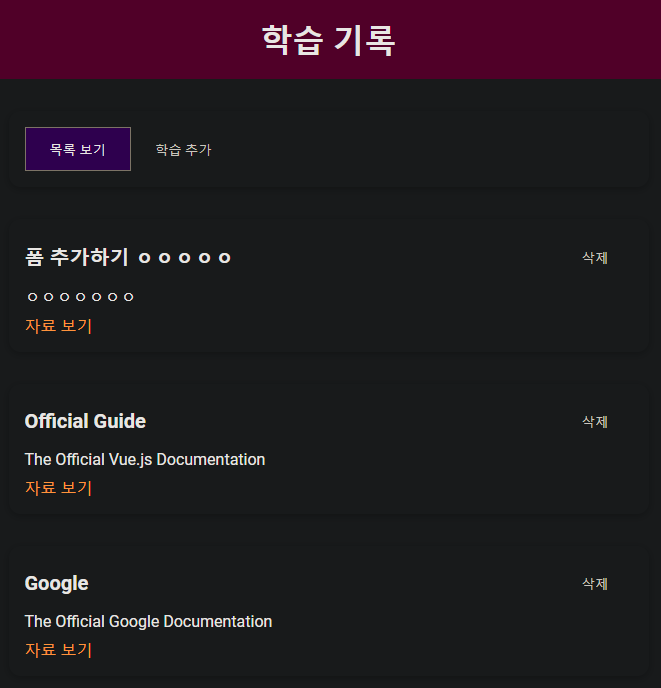 학습 기록
목록 보기 학습 추가
폼 추가하기 ㅇㅇㅇㅇㅇ 삭제
ㅇㅇㅇㅇㅇㅇㅇ
자료 보기
Official Guide 삭제
The Official Vue.js Documentation
자료 보기
Google 삭제
The Official Google Documentation
자료 보기